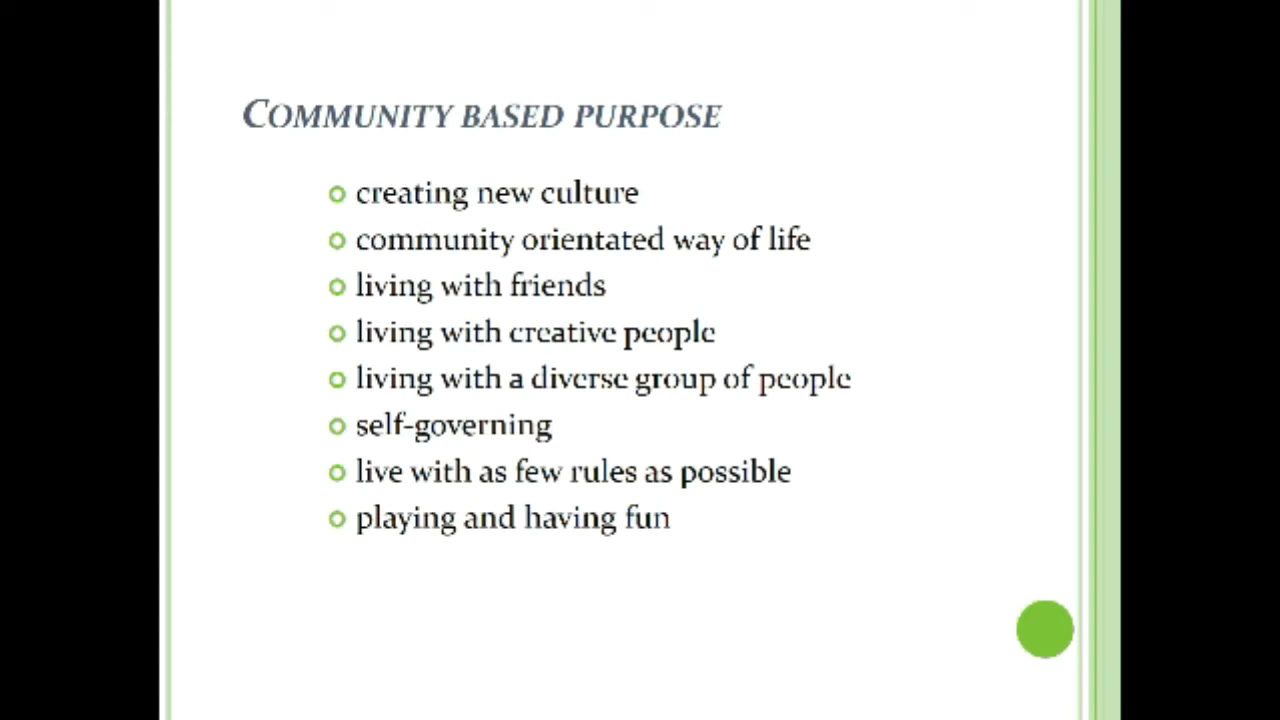 COMMUNITY BASED PURPOSE
creating new culture
community orientated way of life
living with friends
living with creative people
living with a diverse group of people
self-governing
live with as few rules as possible
playing and having fun